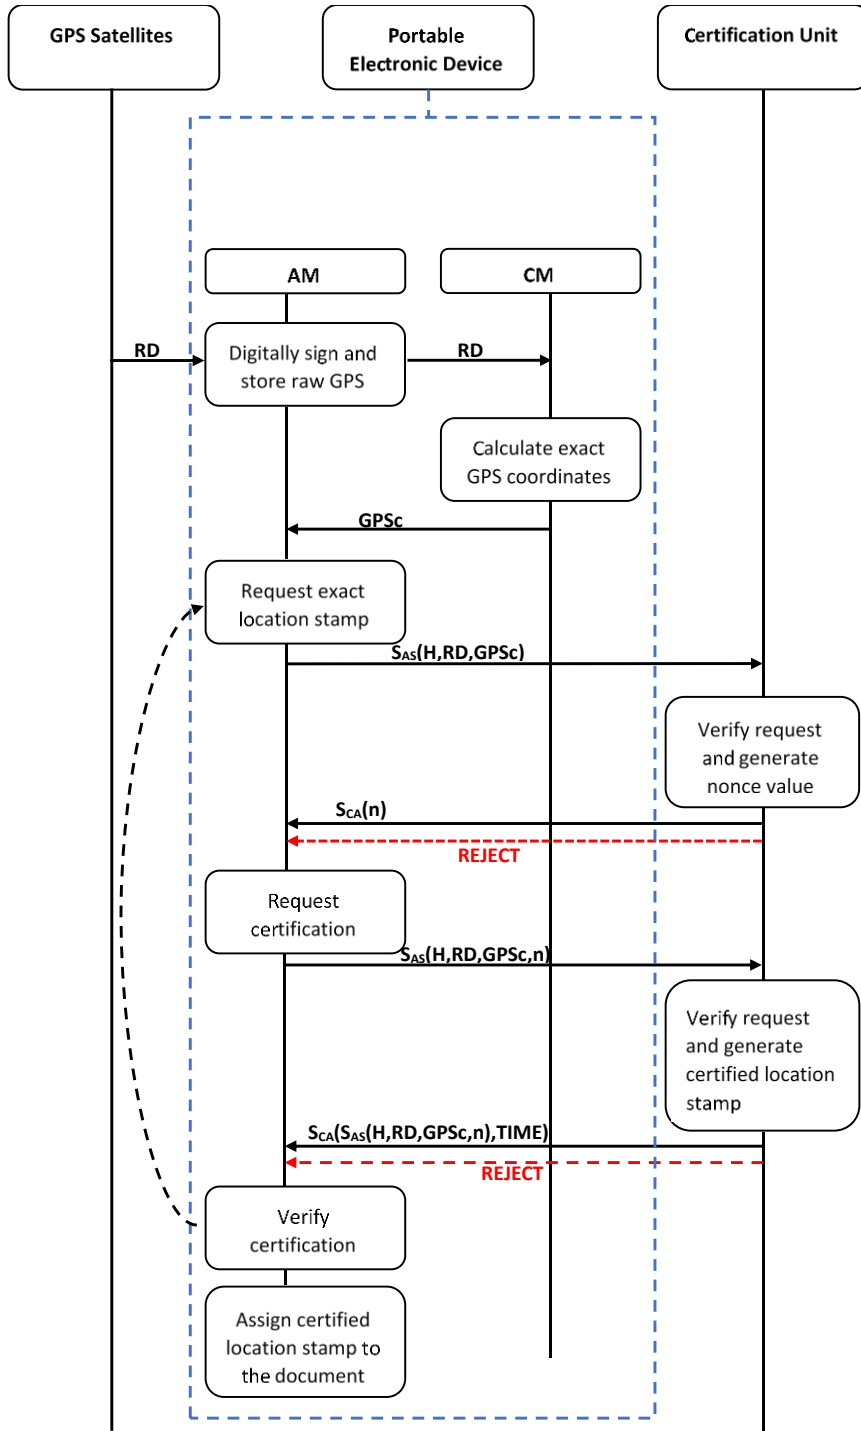 GPS Satellites
Portable
Electronic Device
Certification Unit
AM
CM
RD
Digitally sign and
store raw GPS
RD
Calculate exact
GPS coordinates
GPSc
Request exact
location stamp
SAS(H,RD,GPSc)
Verify request
and generate
nonce value
SCA(n)
REJECT
Request
certification
SAS(H,RD,GPSc,n)
Verify request
and generate
certified location
stamp
SCA(SAS(H,RD,GPSc,n),TIME)
REJECT
Verify
certification
Assign certified
location stamp to
the document